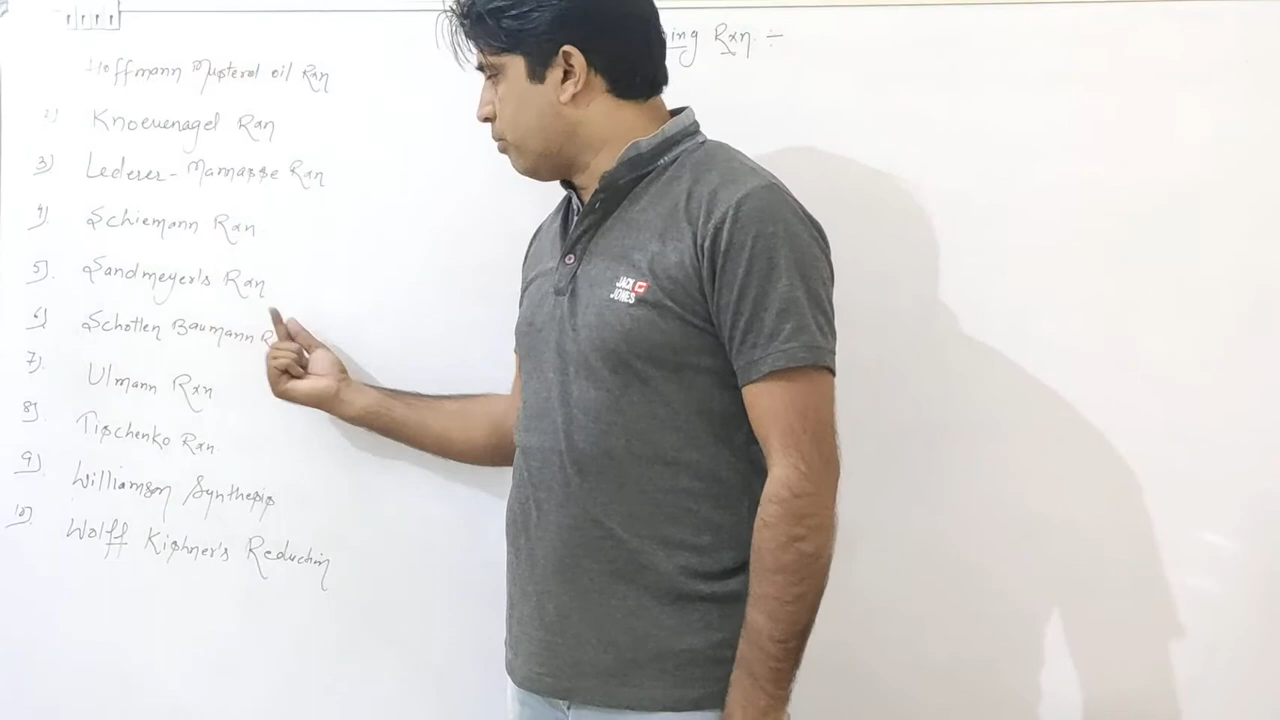 ing Rxn :-
Hoffmann Musterd oil Rxn
2) Knoevenagel Rxn
3) Lederer-Mannasse Rxn
4) Schiemann Rxn.
5). Sandmeyer's Rxn
6) Schotten Baumann R
7). Ulmann Rxn
8) Tischenko Rxn.
9) Williamson Synthesis
10) Wolff Kishner's Reduction
JACK
JONES